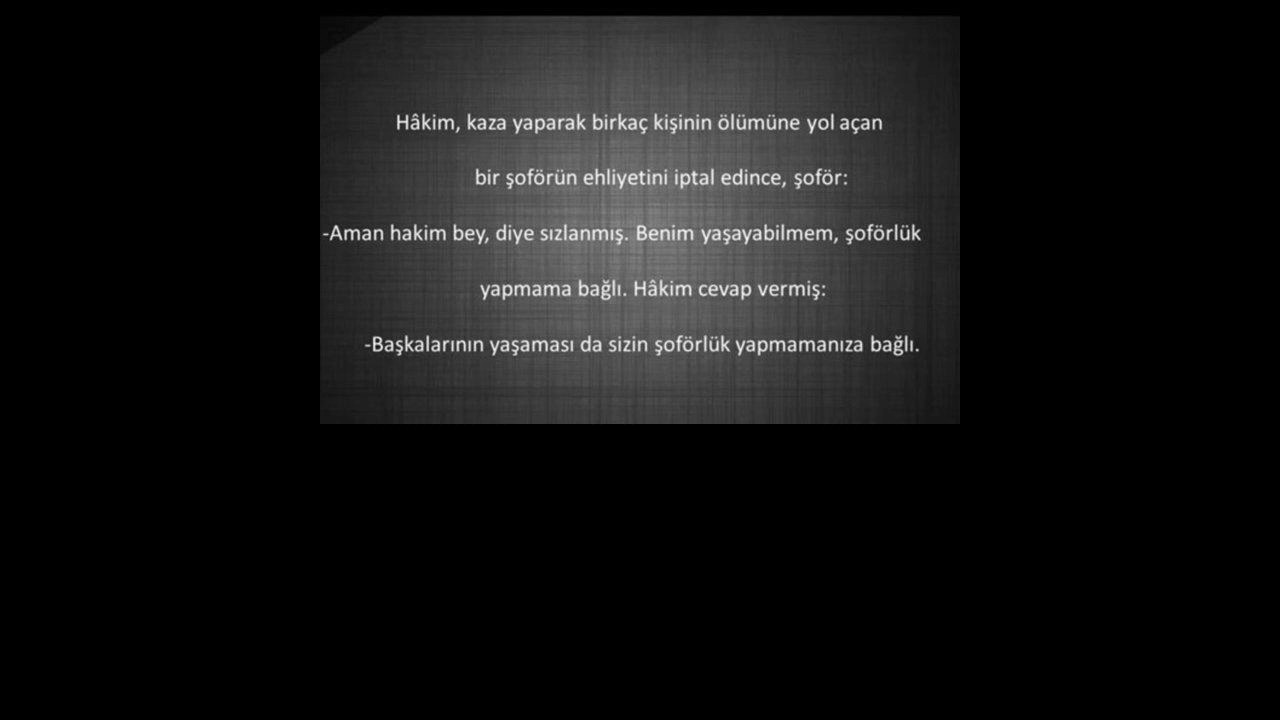 Hâkim, kaza yaparak birkaç kişinin ölümüne yol açan
bir şoförün ehliyetini iptal edince, şoför:
-Aman hakim bey, diye sızlanmış. Benim yaşayabilmem, şoförlük
yapmama bağlı. Hâkim cevap vermiş:
-Başkalarının yaşaması da sizin şoförlük yapmamanıza bağlı.